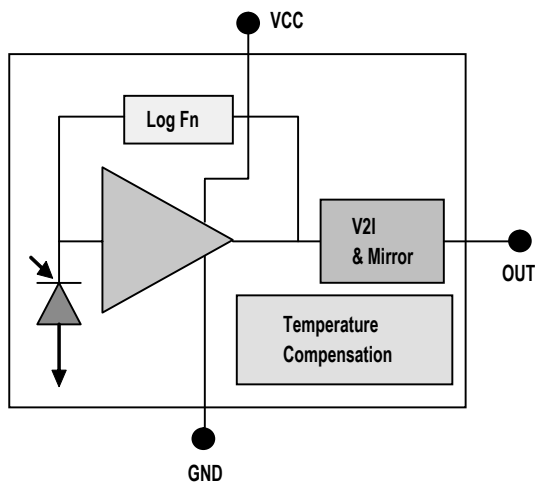 VCC
Log Fn
V2I
& Mirror
OUT
Temperature
Compensation
GND